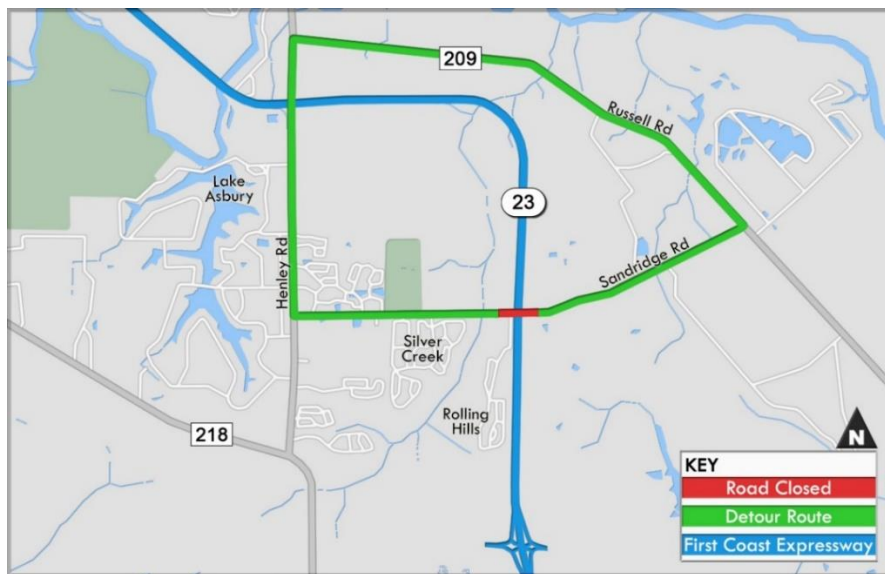 209
Russell Rd
Lake
Asbury
23
Henley Rd
Sandridge Rd
Silver
Creek
Rolling
Hills
218
N
KEY
Road Closed
Detour Route
First Coast Expressway